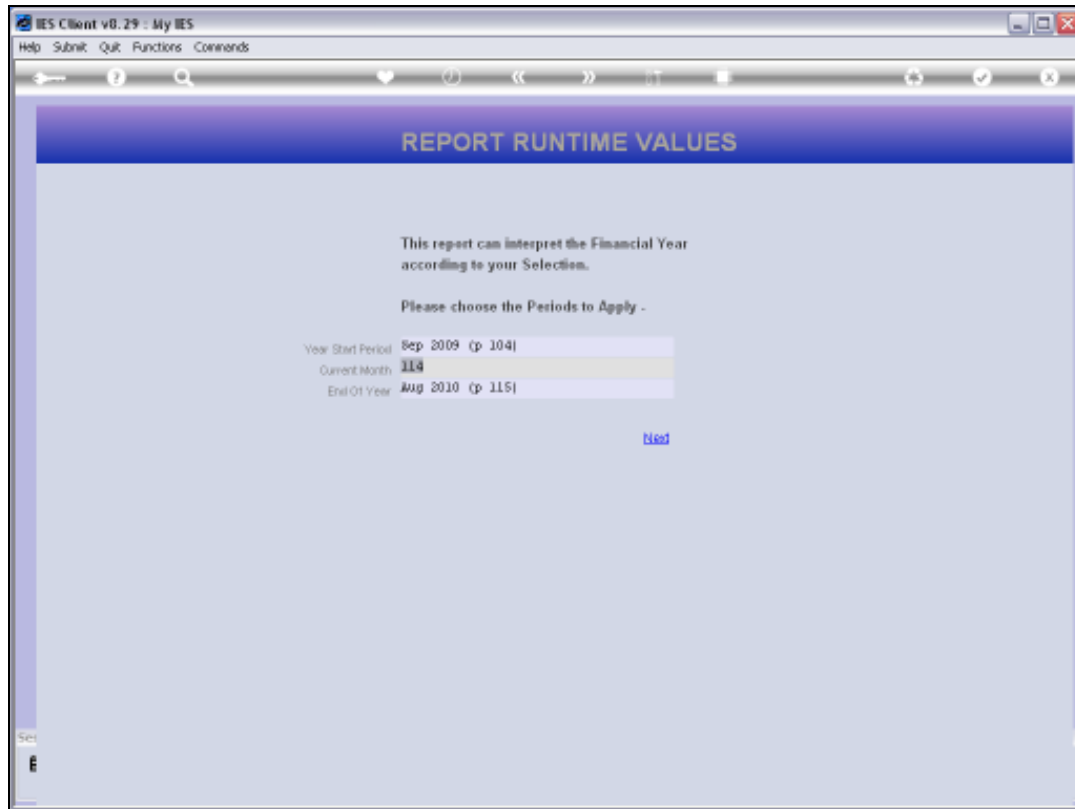 IES Client v8.29 : My IES
Help Submit Quit Functions Commands
REPORT RUNTIME VALUES
This report can interpret the Financial Year
according to your Selection.
Please choose the Periods to Apply -
Year Start Period Sep 2009 (p 104)
Current Month 114
End Of Year Aug 2010 (p 115)
Next